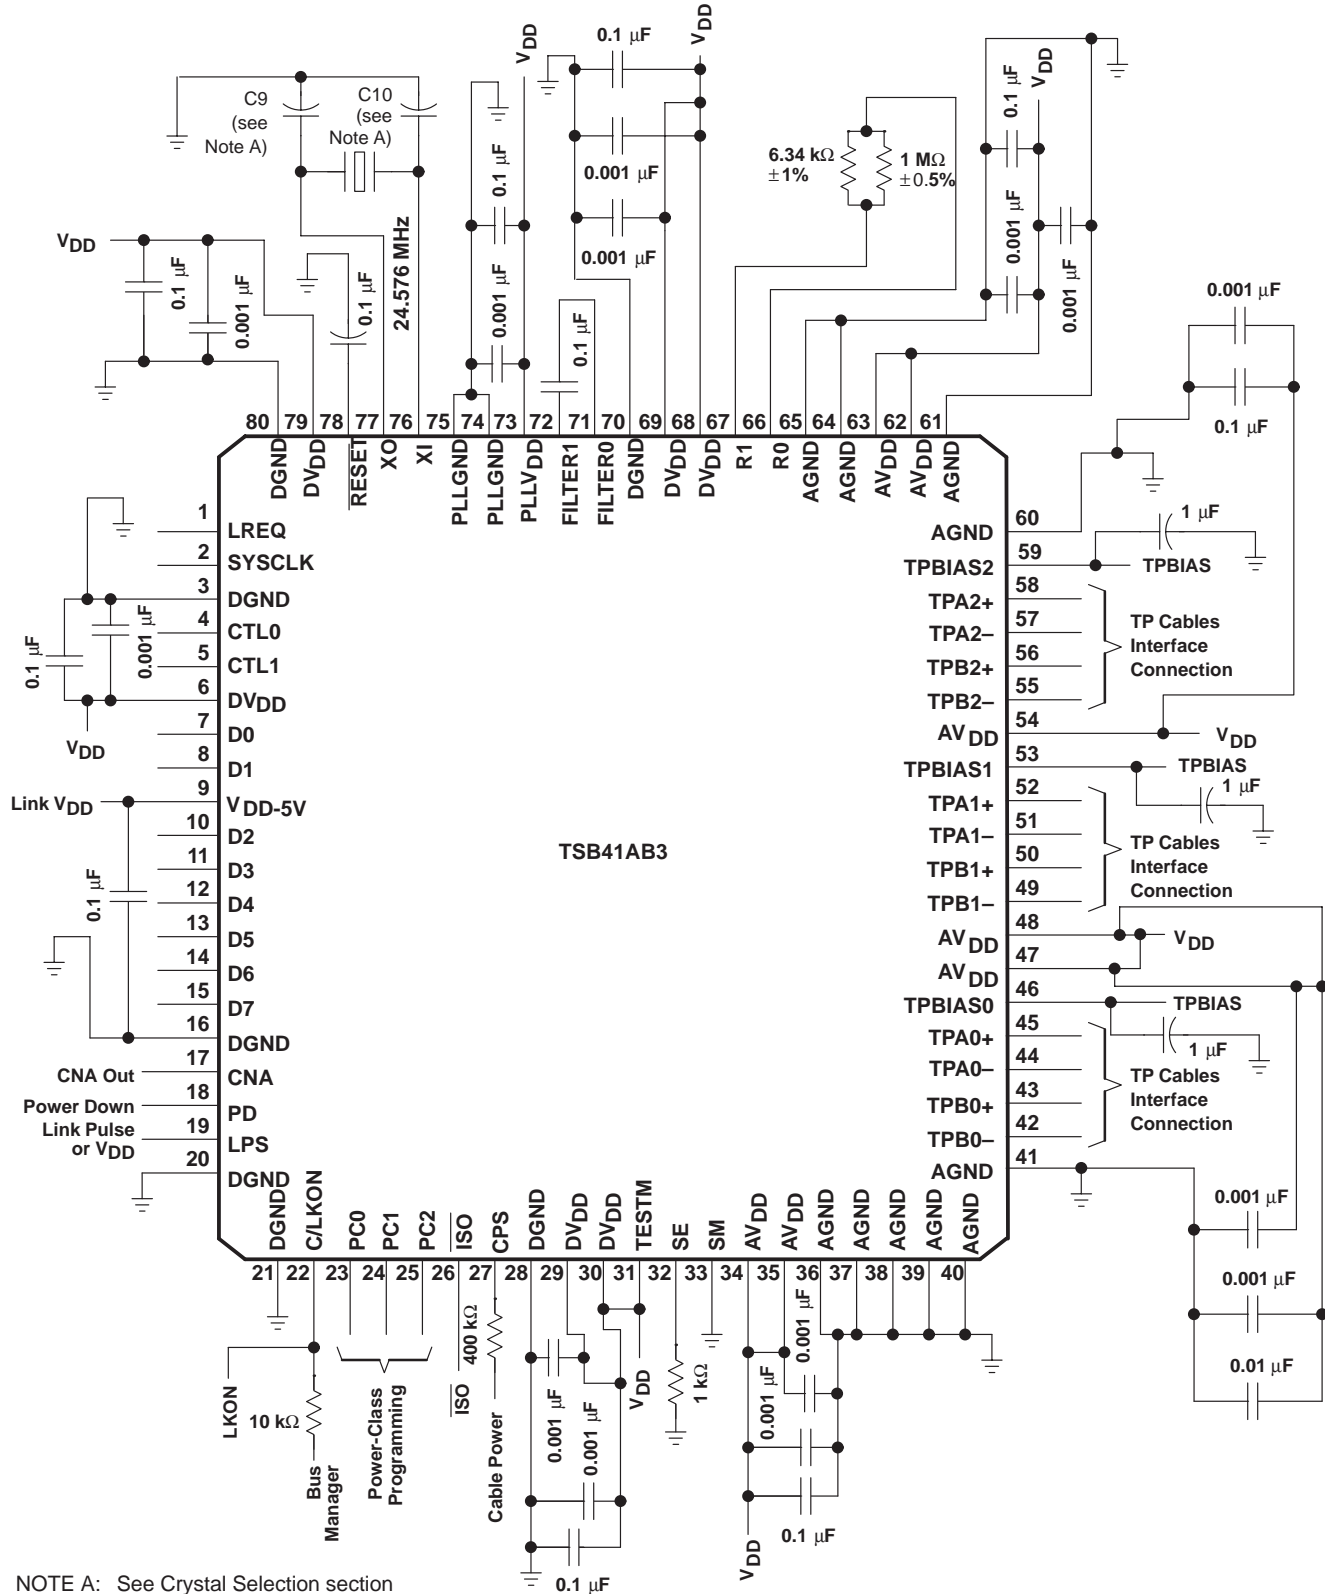 0.1 µF
VDD
VDD
C9
(see
Note A)
C10
(see
Note A)
0.1 µF
0.001 µF
0.001 µF
6.34 kΩ
±1%
1 MΩ
±0.5%
0.1 µF
VDD
0.001 µF
0.001 µF
VDD
0.1 µF
0.001 µF
0.1 µF
24.576 MHz
0.001 µF
0.1 µF
0.001 µF
0.1 µF
80 79 78 77 76 75 74 73 72 71 70 69 68 67 66 65 64 63 62 61
DGND
DVDD
RESET
XO
XI
PLLGND
PLLGND
PLLVDD
FILTER1
FILTER0
DGND
DVDD
DVDD
R1
R0
AGND
AGND
AVDD
AVDD
AGND
1 LREQ
2 SYSCLK
3 DGND
4 CTL0
5 CTL1
6 DVDD
7 D0
8 D1
9 VDD-5V
10 D2
11 D3
12 D4
13 D5
14 D6
15 D7
16 DGND
17 CNA
18 PD
19 LPS
20 DGND
0.1 µF
0.001 µF
VDD
Link VDD
0.1 µF
CNA Out
Power Down
Link Pulse
or VDD
TSB41AB3
AGND 60
TPBIAS2 59
TPA2+ 58
TPA2– 57
TPB2+ 56
TPB2– 55
AVDD 54
TPBIAS1 53
TPA1+ 52
TPA1– 51
TPB1+ 50
TPB1– 49
AVDD 48
AVDD 47
TPBIAS0 46
TPA0+ 45
TPA0– 44
TPB0+ 43
TPB0– 42
AGND 41
1 µF
TPBIAS
TP Cables
Interface
Connection
VDD
TPBIAS
1 µF
TP Cables
Interface
Connection
VDD
TPBIAS
1 µF
TP Cables
Interface
Connection
0.001 µF
0.001 µF
0.01 µF
DGND
C/LKON
PC0
PC1
PC2
ISO
CPS
DGND
DVDD
DVDD
TESTM
SE
SM
AVDD
AVDD
AGND
AGND
AGND
AGND
AGND
21 22 23 24 25 26 27 28 29 30 31 32 33 34 35 36 37 38 39 40
LKON
10 kΩ
Bus
Manager
Power-Class
Programming
ISO
400 kΩ
Cable Power
0.001 µF
0.001 µF
0.1 µF
VDD
1 kΩ
0.001 µF
0.001 µF
0.1 µF
VDD
NOTE A: See Crystal Selection section